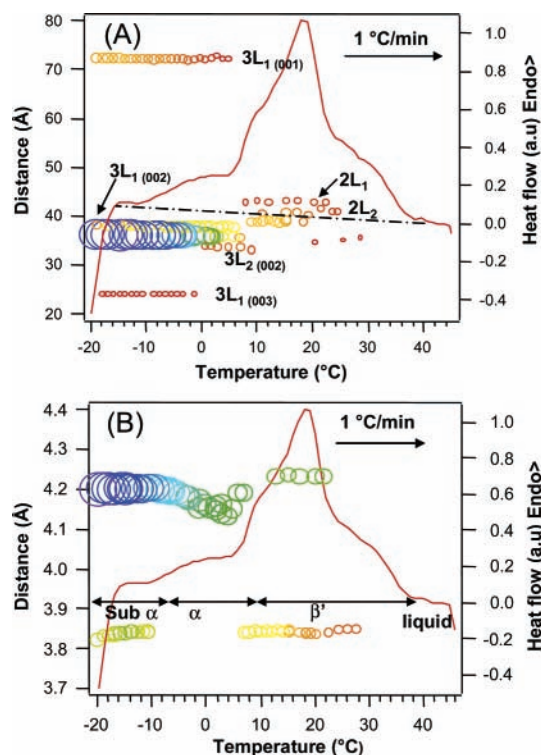 (A)
1 °C/min
3L1 (001)
3L1 (002)
2L1
2L2
3L2 (002)
3L1 (003)
80
70
60
50
40
30
20
Distance (Å)
1.0
0.8
0.6
0.4
0.2
0.0
-0.2
-0.4
Heat flow (a.u) Endo>
-20 -10 0 10 20 30 40
Temperature (°C)
(B)
1 °C/min
4.4
4.3
4.2
4.1
4.0
3.9
3.8
3.7
Distance (Å)
1.0
0.8
0.6
0.4
0.2
0.0
-0.2
-0.4
Heat flow (a.u) Endo>
Sub α α β' liquid
-20 -10 0 10 20 30 40
Temperature (°C)